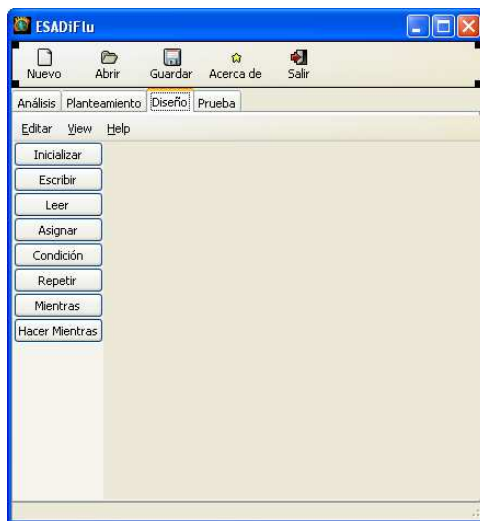 ESADiFlu
Nuevo Abrir Guardar Acerca de Salir
Análisis Planteamiento Diseño Prueba
Editar View Help
Inicializar
Escribir
Leer
Asignar
Condición
Repetir
Mientras
Hacer Mientras